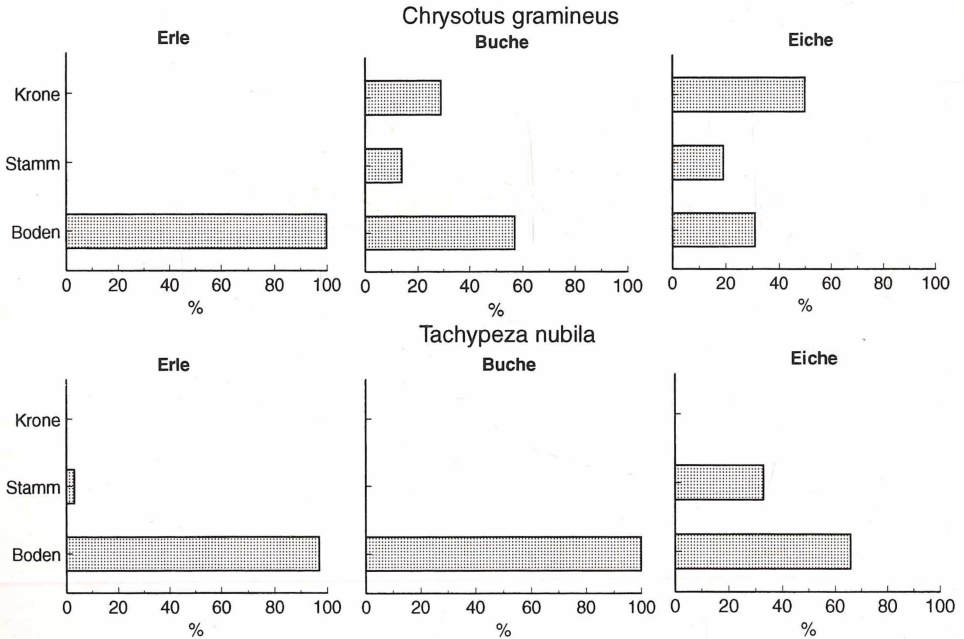 Chrysotus gramineus
Erle Buche Eiche
Krone
Stamm
Boden
0 20 40 60 80 100 0 20 40 60 80 100 0 20 40 60 80 100
% % %
Tachypeza nubila
Erle Buche Eiche
Krone
Stamm
Boden
0 20 40 60 80 100 0 20 40 60 80 100 0 20 40 60 80 100
% % %